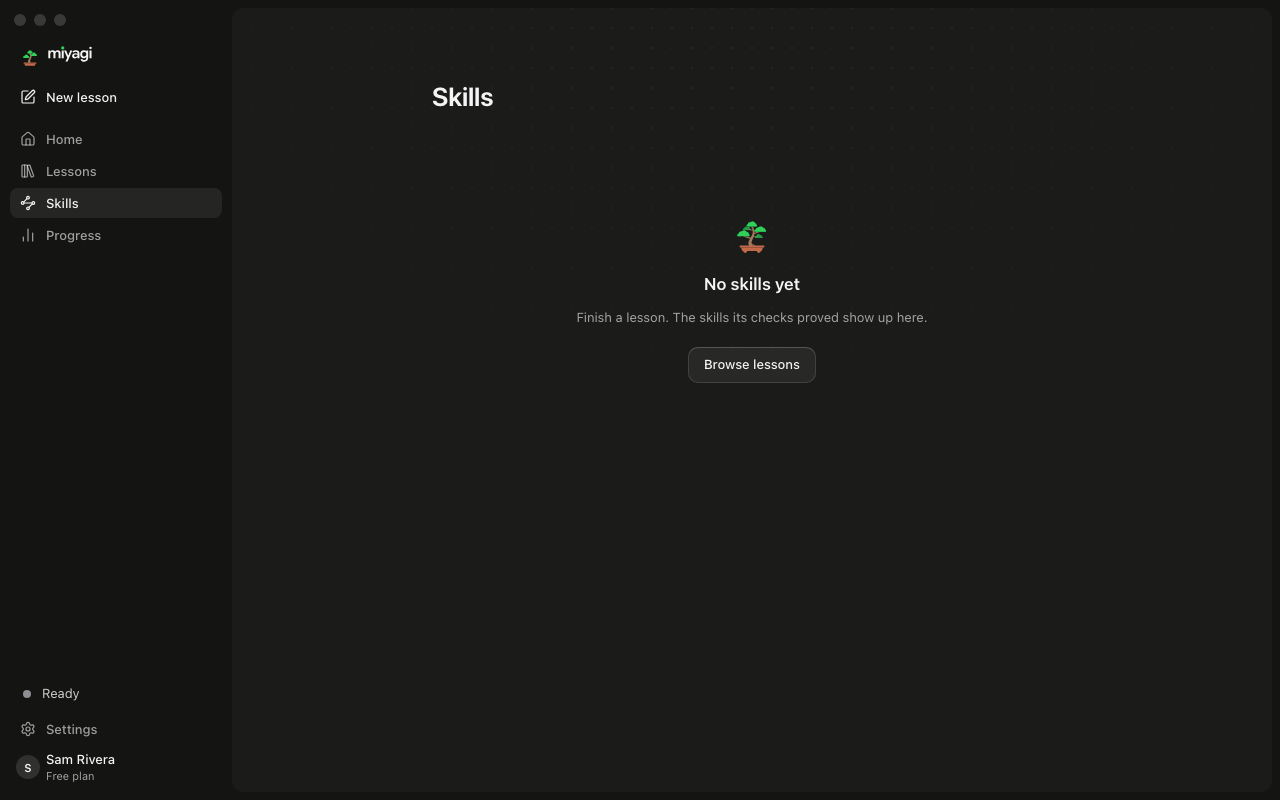 miyagi
New lesson
Home
Lessons
Skills
Progress
Skills
No skills yet
Finish a lesson. The skills its checks proved show up here.
Browse lessons
Ready
Settings
S
Sam Rivera
Free plan